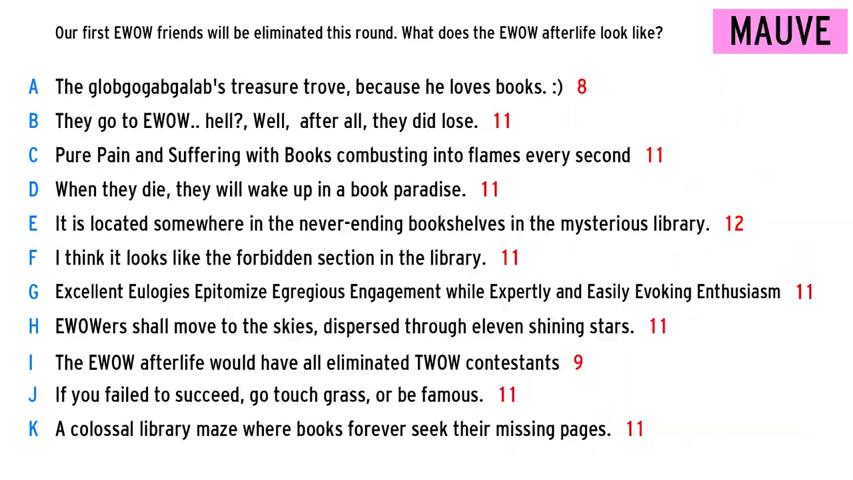 Our first EWOW friends will be eliminated this round. What does the EWOW afterlife look like?
MAUVE
A The globgogabgalab's treasure trove, because he loves books. :) 8
B They go to EWOW.. hell?, Well, after all, they did lose. 11
C Pure Pain and Suffering with Books combusting into flames every second 11
D When they die, they will wake up in a book paradise. 11
E It is located somewhere in the never-ending bookshelves in the mysterious library. 12
F I think it looks like the forbidden section in the library. 11
G Excellent Eulogies Epitomize Egregious Engagement while Expertly and Easily Evoking Enthusiasm 11
H EWOWers shall move to the skies, dispersed through eleven shining stars. 11
I The EWOW afterlife would have all eliminated TWOW contestants 9
J If you failed to succeed, go touch grass, or be famous. 11
K A colossal library maze where books forever seek their missing pages. 11